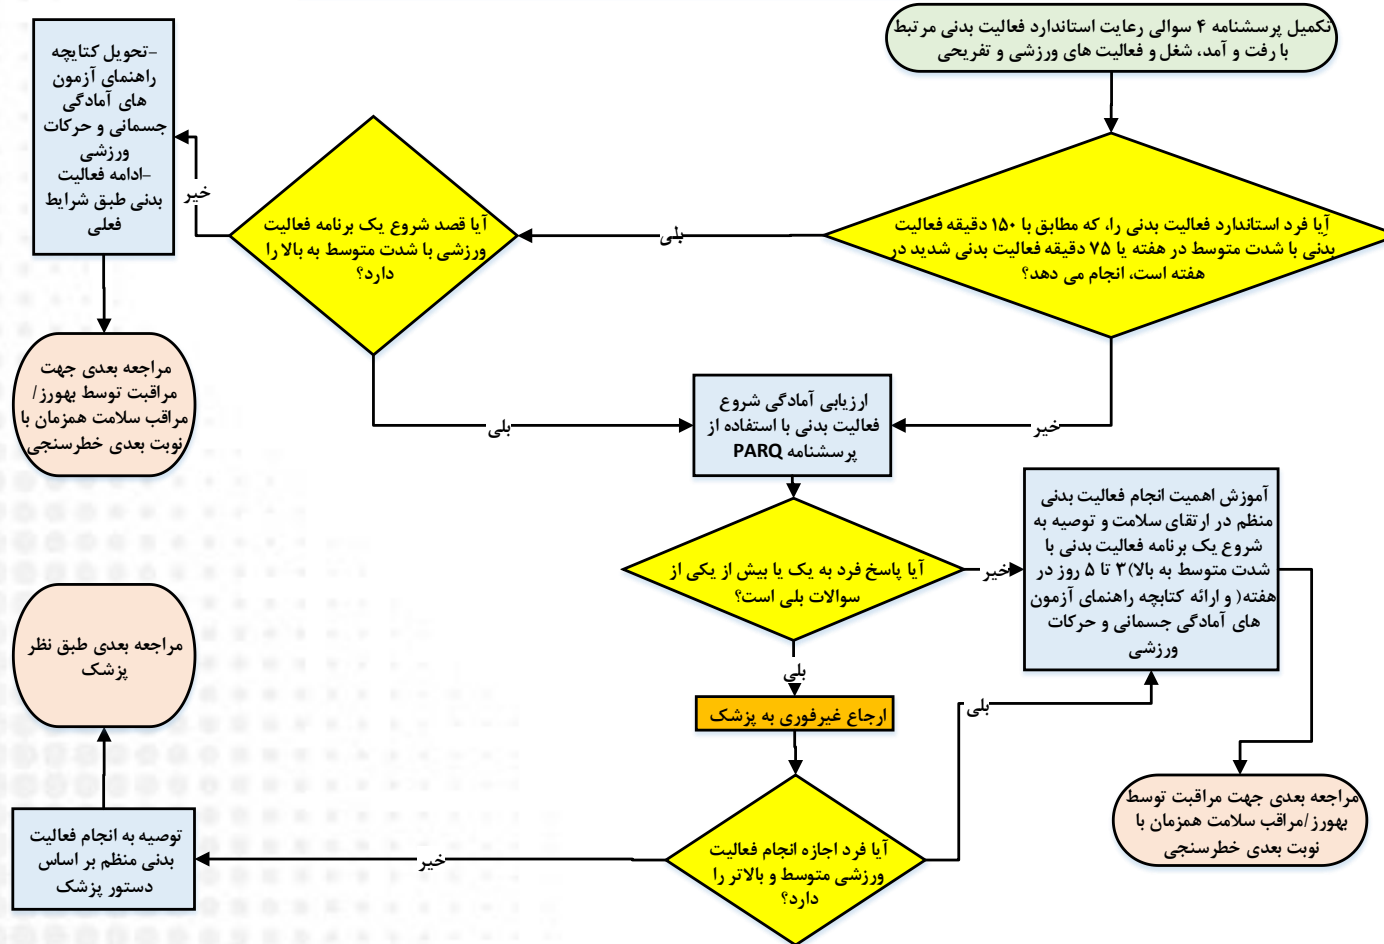 تکمیل پرسشنامه ۴ سوالی رعایت استاندارد فعالیت بدنی مرتبط
با رفت و آمد، شغل و فعالیت های ورزشی و تفریحی
آیا فرد استاندارد فعالیت بدنی را، که مطابق با ۱۵۰ دقیقه فعالیت
بدنی با شدت متوسط در هفته یا ۷۵ دقیقه فعالیت بدنی شدید در
هفته است، انجام می دهد؟
بلی
آیا قصد شروع یک برنامه فعالیت
ورزشی با شدت متوسط به بالا را
دارد؟
خیر
-تحویل کتابچه
راهنمای آزمون
های آمادگی
جسمانی و حرکات
ورزشی
-ادامه فعالیت
بدنی طبق شرایط
فعلی
مراجعه بعدی جهت
مراقبت توسط بهورز/
مراقب سلامت همزمان با
نوبت بعدی خطرسنجی
خیر
بلی
ارزیابی آمادگی شروع
فعالیت بدنی با استفاده از
پرسشنامه PARQ
آیا پاسخ فرد به یک یا بیش از یکی از
سوالات بلی است؟
خیر
آموزش اهمیت انجام فعالیت بدنی
منظم در ارتقای سلامت و توصیه به
شروع یک برنامه فعالیت بدنی با
شدت متوسط به بالا)۳ تا ۵ روز در
هفته( و ارائه کتابچه راهنمای آزمون
های آمادگی جسمانی و حرکات
ورزشی
بلی
ارجاع غیرفوری به پزشک
بلی
آیا فرد اجازه انجام فعالیت
ورزشی متوسط و بالاتر را
دارد؟
خیر
توصیه به انجام فعالیت
بدنی منظم بر اساس
دستور پزشک
مراجعه بعدی طبق نظر
پزشک
مراجعه بعدی جهت مراقبت توسط
بهورز/مراقب سلامت همزمان با
نوبت بعدی خطرسنجی